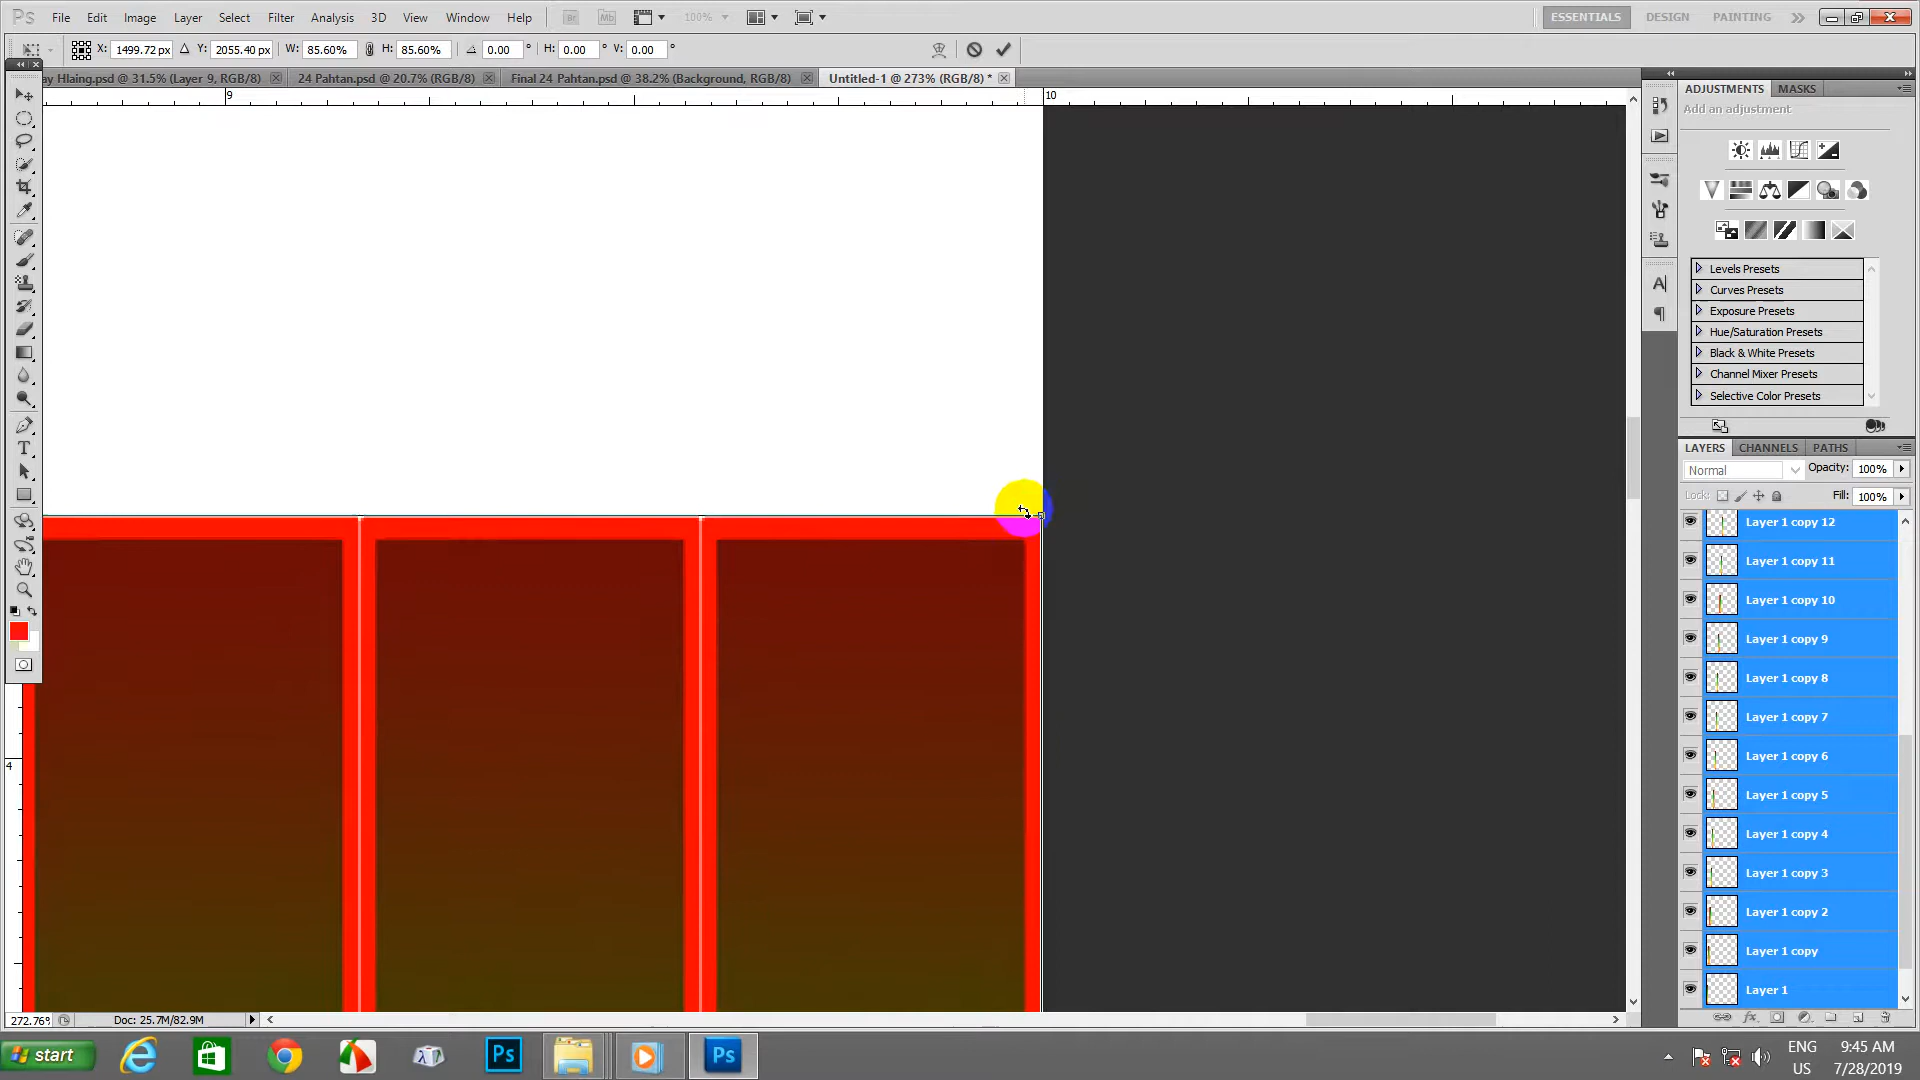 Ps File Edit Image Layer Select Filter Analysis 3D View Window Help Br Mb 100% ESSENTIALS DESIGN PAINTING
X: 1499.72 px Y: 2055.40 px W: 85.60% H: 85.60% 0.00 ° H: 0.00 ° V: 0.00 °
ay Hlaing.psd @ 31.5% (Layer 9, RGB/8) 24 Pahtan.psd @ 20.7% (RGB/8) Final 24 Pahtan.psd @ 38.2% (Background, RGB/8) Untitled-1 @ 273% (RGB/8) *
9 10
4
ADJUSTMENTS MASKS
Add an adjustment
Levels Presets
Curves Presets
Exposure Presets
Hue/Saturation Presets
Black & White Presets
Channel Mixer Presets
Selective Color Presets
LAYERS CHANNELS PATHS
Normal Opacity: 100%
Lock: Fill: 100%
Layer 1 copy 12
Layer 1 copy 11
Layer 1 copy 10
Layer 1 copy 9
Layer 1 copy 8
Layer 1 copy 7
Layer 1 copy 6
Layer 1 copy 5
Layer 1 copy 4
Layer 1 copy 3
Layer 1 copy 2
Layer 1 copy
Layer 1
272.76% Doc: 25.7M/82.9M
start Ps Ps ENG US 9:45 AM 7/28/2019